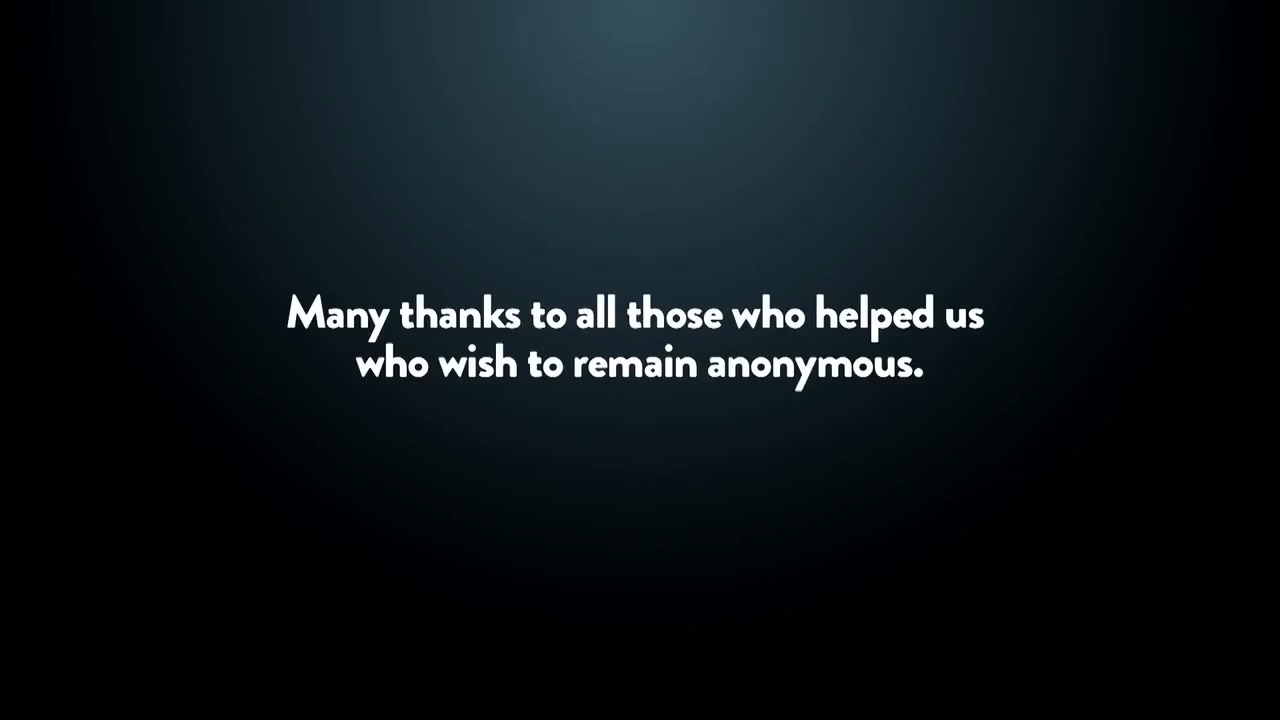 Many thanks to all those who helped us
who wish to remain anonymous.